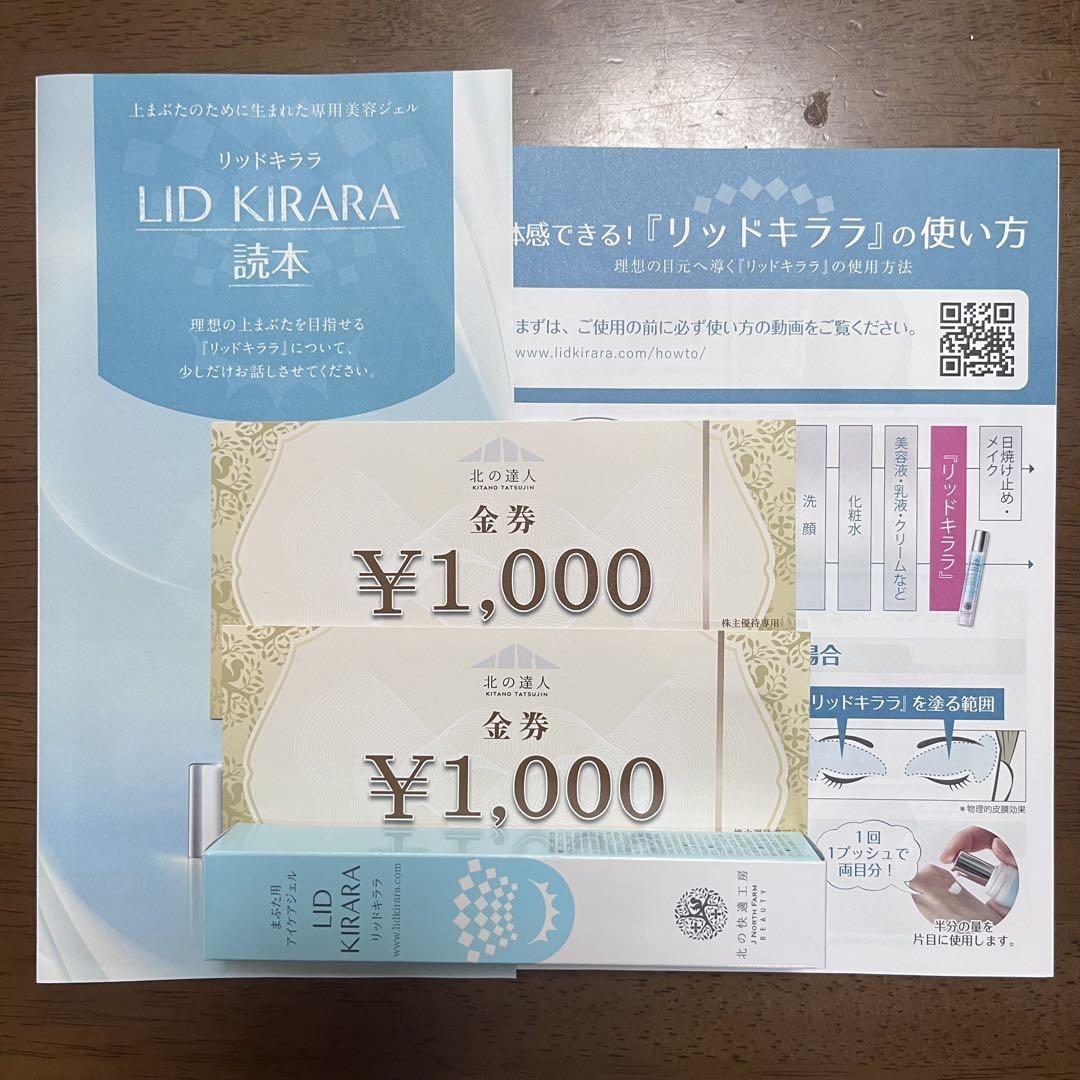 上まぶたのために生まれた専用美容ジェル
リッドキララ
LID KIRARA
読本
理想の上まぶたを目指せる
『リッドキララ』について、
少しだけお話しさせてください。
体感できる!『リッドキララ』の使い方
理想の目元へ導く『リッドキララ』の使用方法
まずは、ご使用の前に必ず使い方の動画をご覧ください。
www.lidkirara.com/howto/
洗顔
化粧水
美容液・乳液・クリームなど
『リッドキララ』
日焼け止め・
メイク
場合
リッドキララ』を塗る範囲
*物理的皮膜効果
1回
1プッシュで
両目分!
半分の量を
片目に使用します。
北の達人
KITANO TATSUJIN
金券
¥1,000
株主優待専用
北の達人
KITANO TATSUJIN
金券
¥1,000
まぶた用
アイケアジェル
LID
KIRARA
リッドキララ
www.lidkirara.com
北の快適工房
J NORTH FARM
BEAUTY